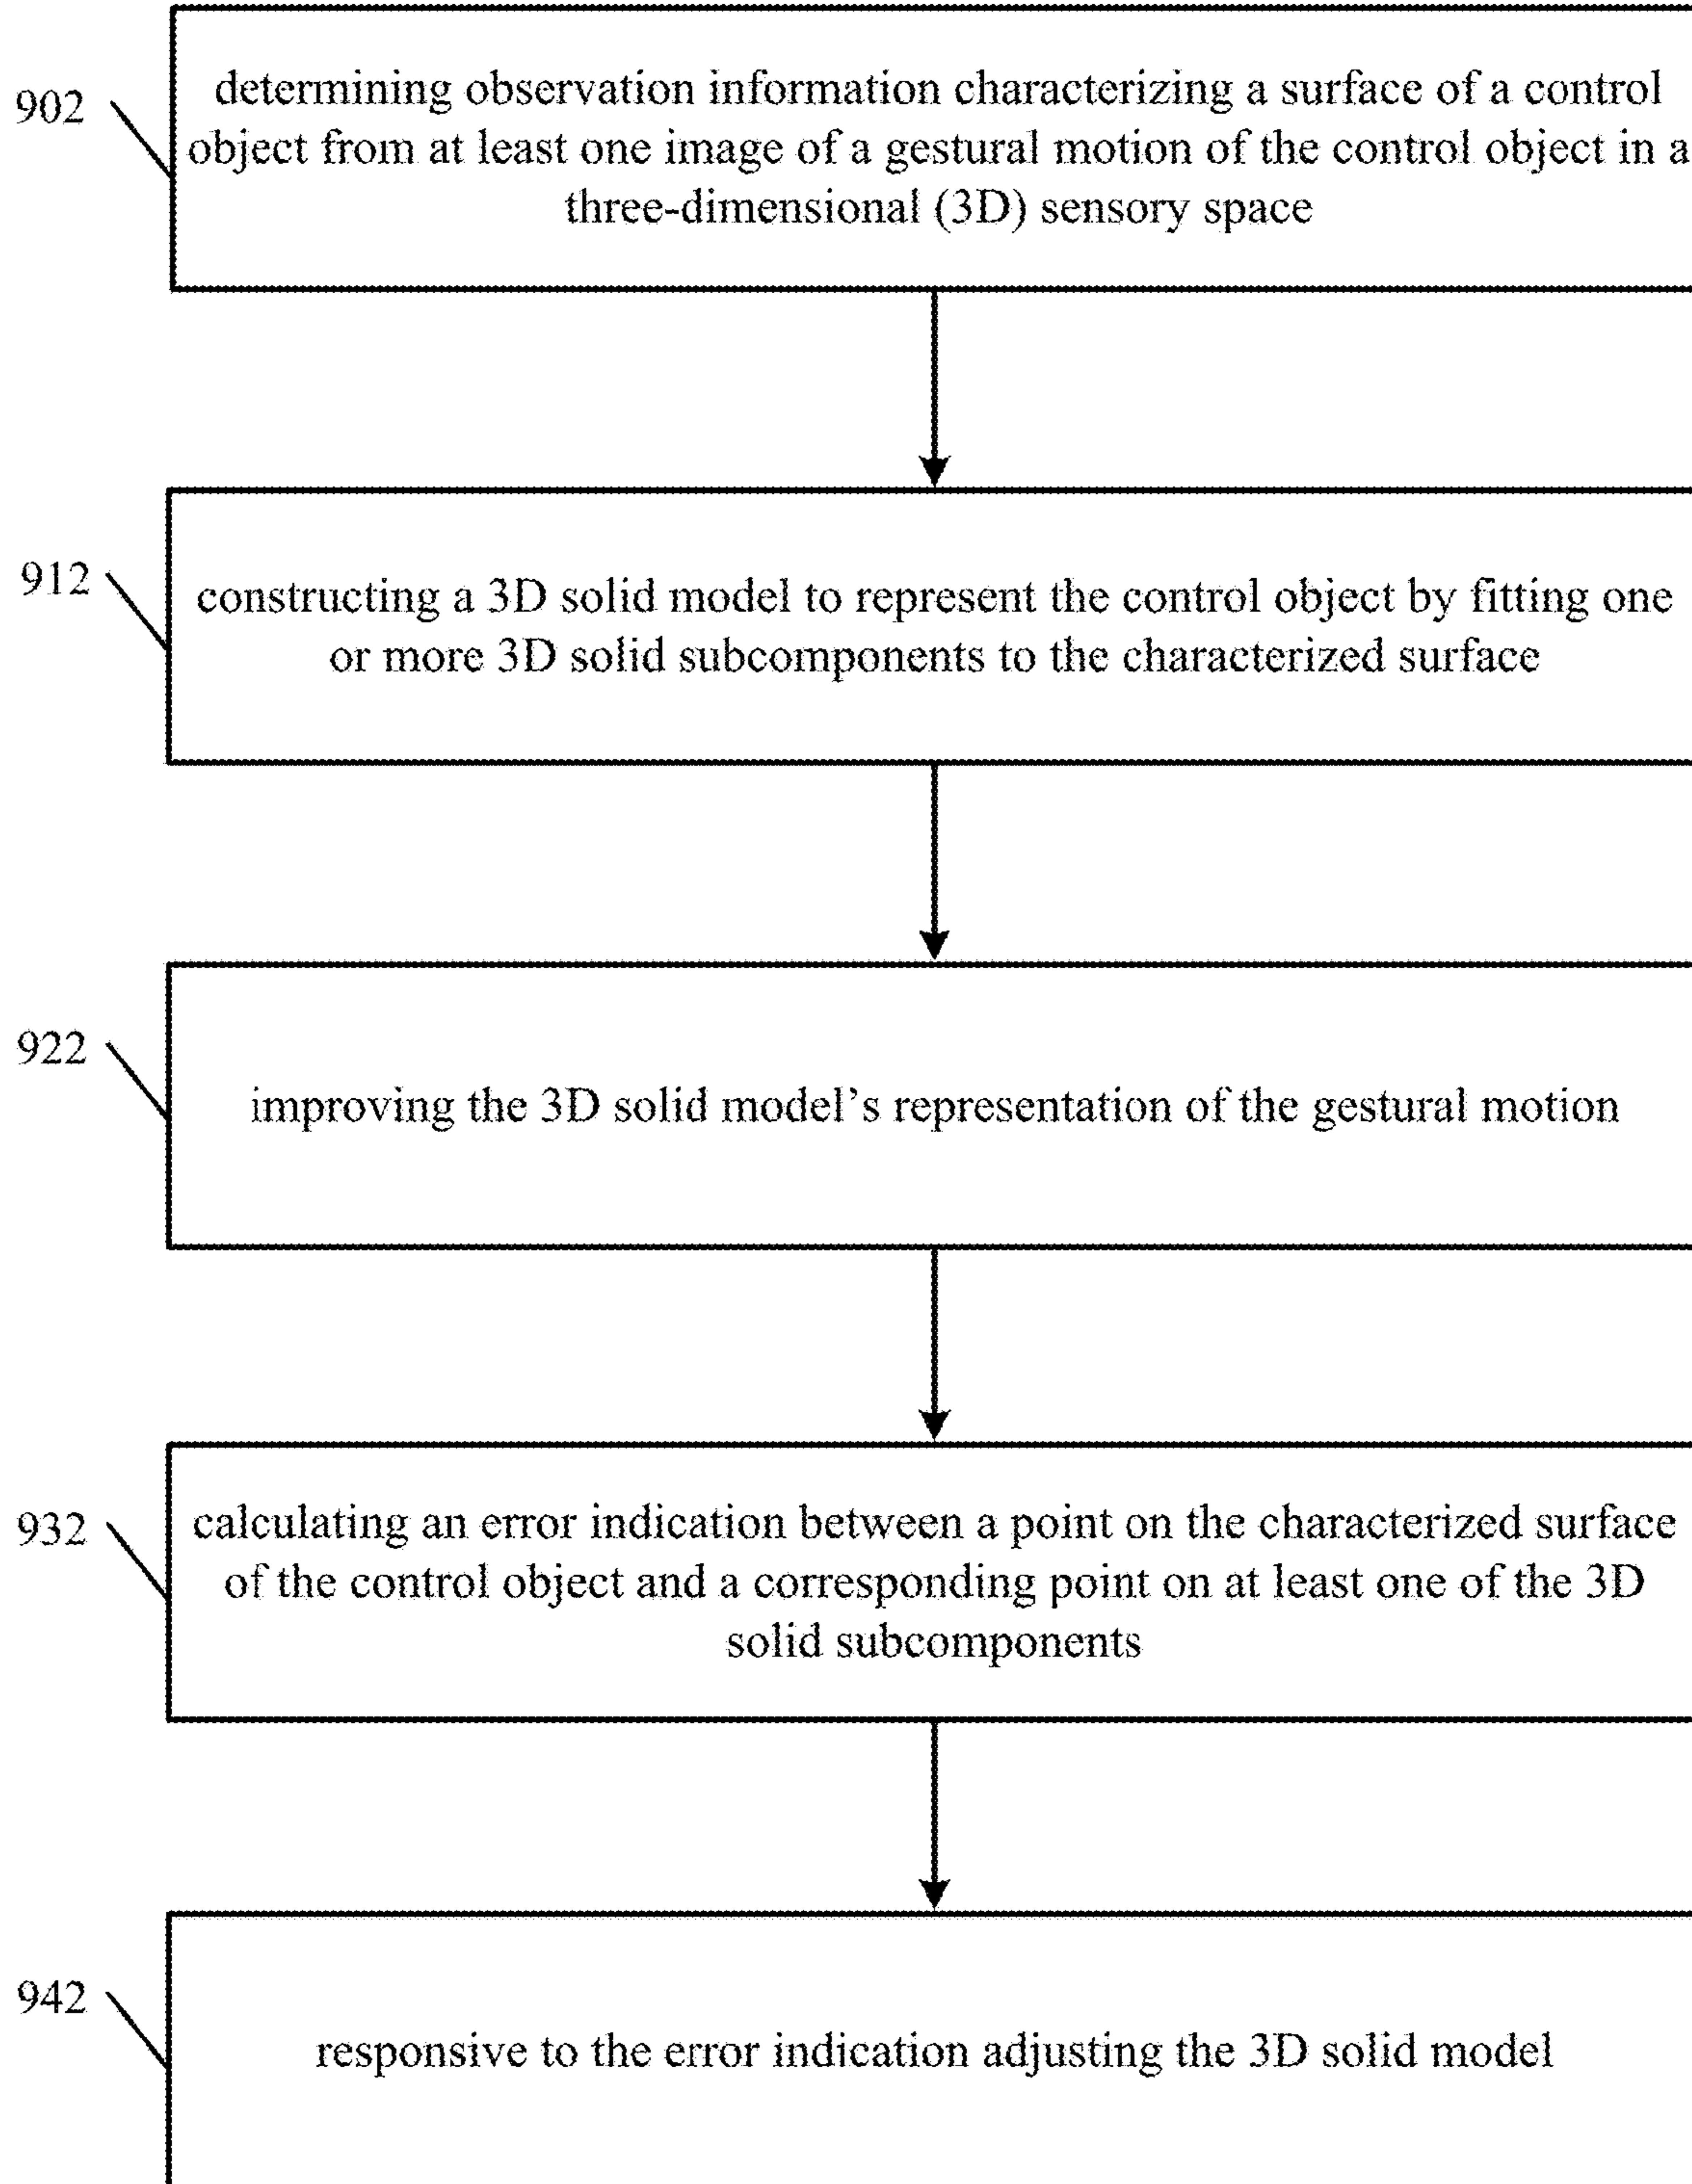 902
determining observation information characterizing a surface of a control
object from at least one image of a gestural motion of the control object in a
three-dimensional (3D) sensory space
912
constructing a 3D solid model to represent the control object by fitting one
or more 3D solid subcomponents to the characterized surface
922
improving the 3D solid model's representation of the gestural motion
932
calculating an error indication between a point on the characterized surface
of the control object and a corresponding point on at least one of the 3D
solid subcomponents
942
responsive to the error indication adjusting the 3D solid model